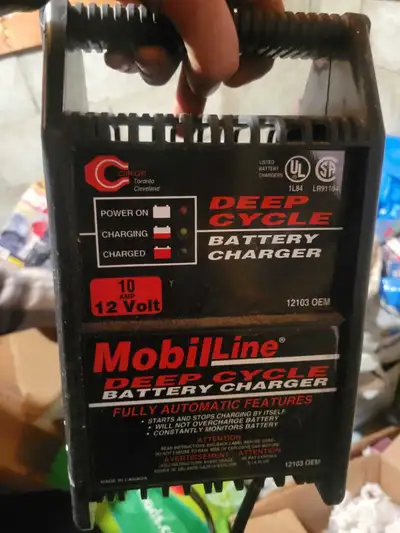 Toronto
Cleveland
LISTED
BATTERY
CHARGERS
UL
1L84
SA
DEEP
CYCLE
BATTERY
CHARGER
POWER ON
CHARGING
CHARGED
10
AMP
12 Volt
12103 OEM
MobilLine®
DEEP CYCLE
BATTERY CHARGER
FULLY AUTOMATIC FEATURES
• STARTS AND STOPS CHARGING BY ITSELF
• WILL NOT OVERCHARGE BATTERY
• CONSTANTLY MONITORS BATTERY
ATTENTION
AVERTISSEMENT
ATTENTION
12103 OEM
MADE IN CANADA